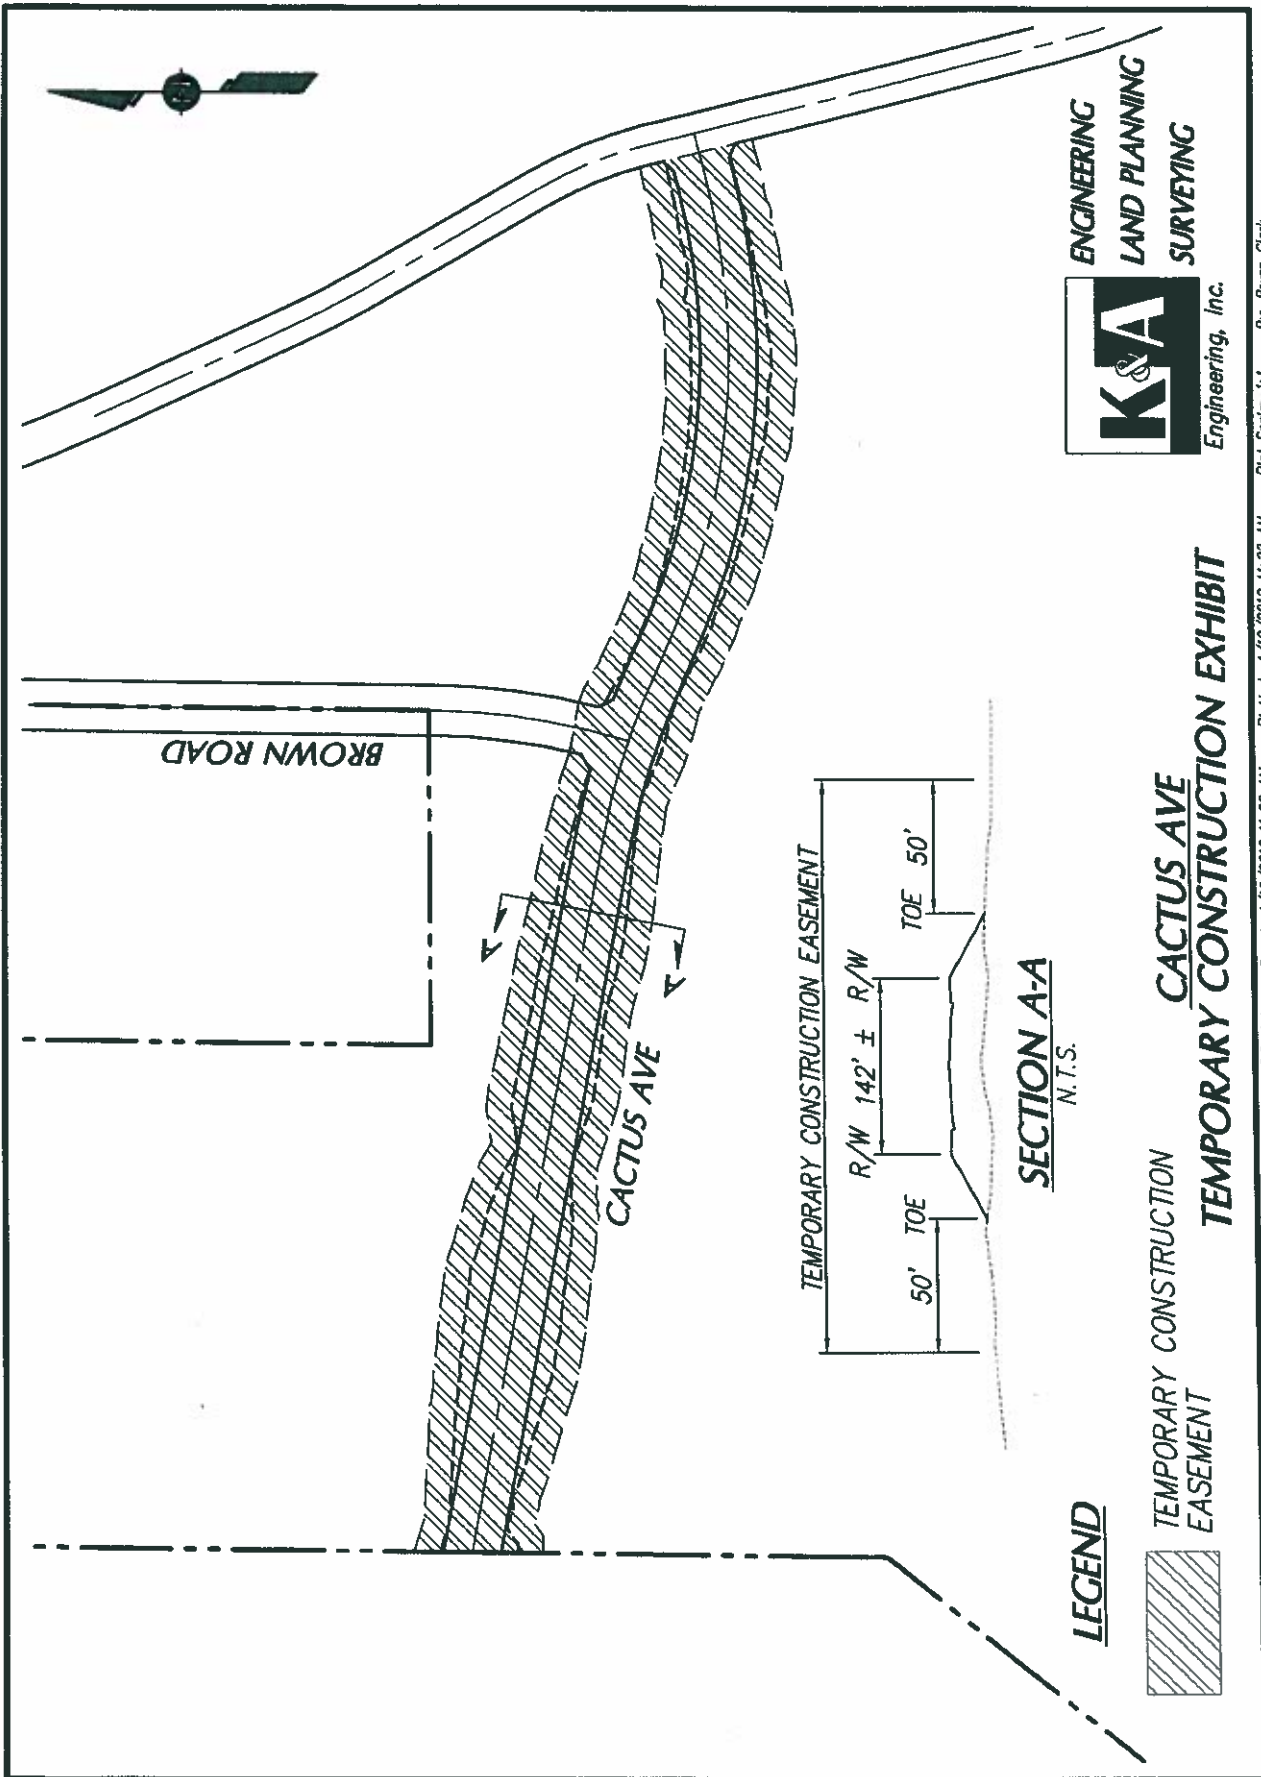 BROWN ROAD
A
A
CACTUS AVE
TEMPORARY CONSTRUCTION EASEMENT
R/W 142' ± R/W
50' TOE
TOE 50'
SECTION A-A
N.T.S.
LEGEND
TEMPORARY CONSTRUCTION
EASEMENT
CACTUS AVE
TEMPORARY CONSTRUCTION EXHIBIT
K&A
Engineering, Inc.
ENGINEERING
LAND PLANNING
SURVEYING